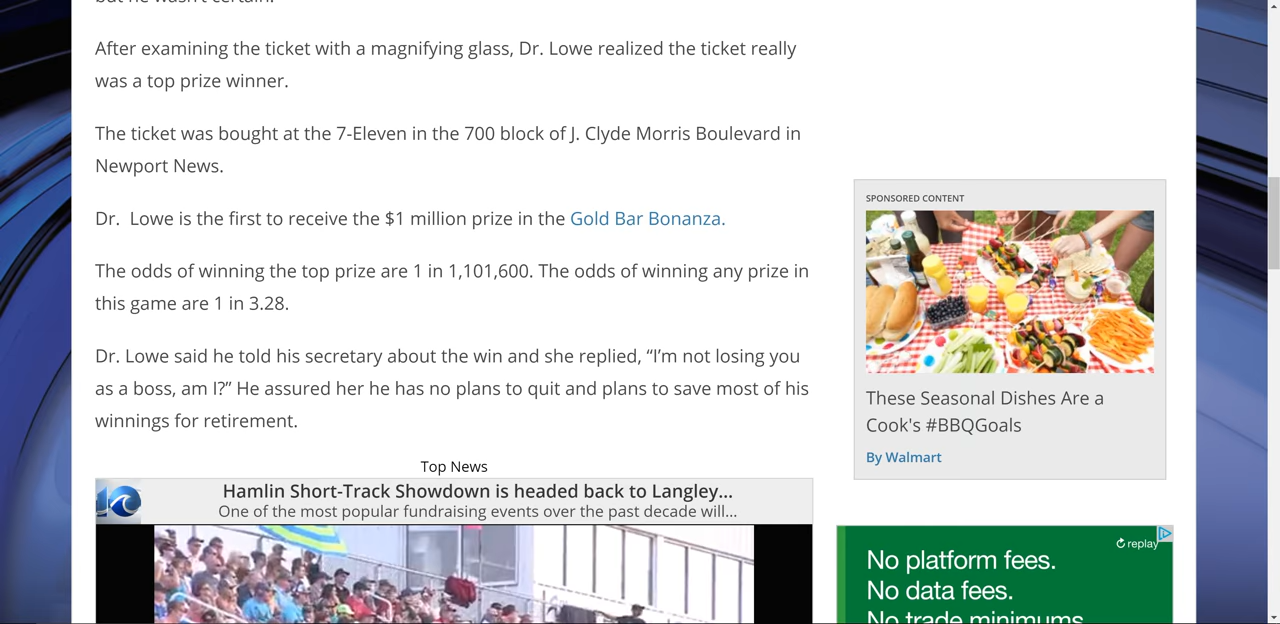 After examining the ticket with a magnifying glass, Dr. Lowe realized the ticket really
was a top prize winner.
The ticket was bought at the 7-Eleven in the 700 block of J. Clyde Morris Boulevard in
Newport News.
Dr.  Lowe is the first to receive the $1 million prize in the Gold Bar Bonanza.
The odds of winning the top prize are 1 in 1,101,600. The odds of winning any prize in
this game are 1 in 3.28.
Dr. Lowe said he told his secretary about the win and she replied, “I’m not losing you
as a boss, am I?” He assured her he has no plans to quit and plans to save most of his
winnings for retirement.
Top News
10
Hamlin Short-Track Showdown is headed back to Langley...
One of the most popular fundraising events over the past decade will...
SPONSORED CONTENT
These Seasonal Dishes Are a
Cook's #BBQGoals
By Walmart
replay
No platform fees.
No data fees.
No trade minimums